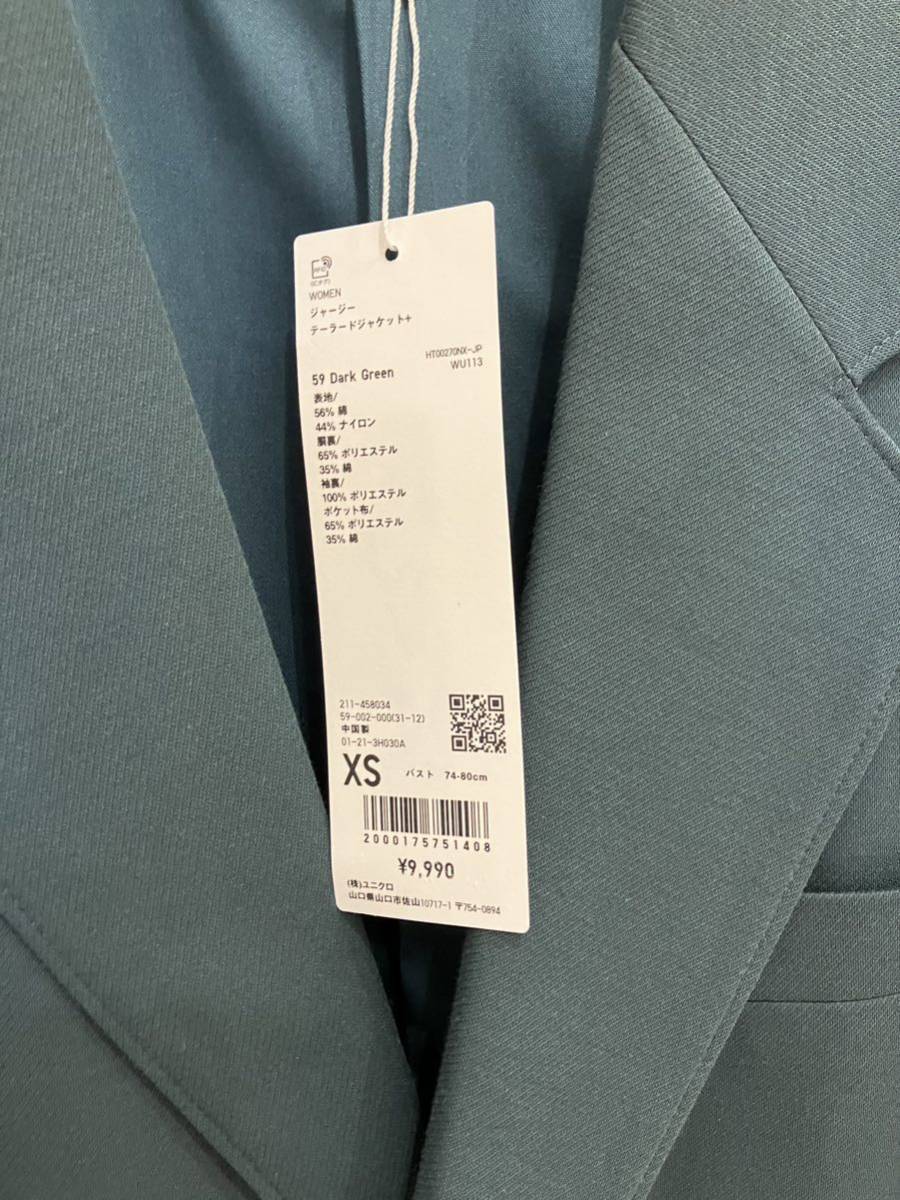 RFID
(ICタグ)
WOMEN
ジャージー
テーラードジャケット+
HT00270NX-JP
WU113
59 Dark Green
表地/
56% 綿
44% ナイロン
胴裏/
65% ポリエステル
35% 綿
袖裏/
100% ポリエステル
ポケット布/
65% ポリエステル
35% 綿
211-458034
59-002-000(31-12)
中国製
01-21-3H030A
XS バスト 74-80cm
2000175751408
¥9,990
(株)ユニクロ
山口県山口市佐山10717-1 〒754-0894